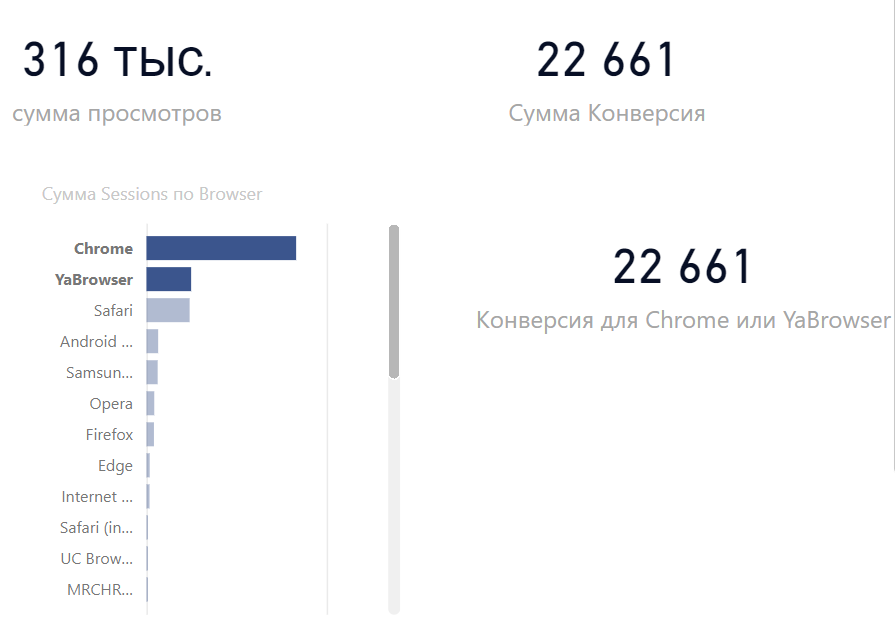 316 тыс.
сумма просмотров
22 661
Сумма Конверсия
Сумма Sessions по Browser
Chrome
YaBrowser
Safari
Android ...
Samsun...
Opera
Firefox
Edge
Internet ...
Safari (in...
UC Brow...
MRCHR...
22 661
Конверсия для Chrome или YaBrowser